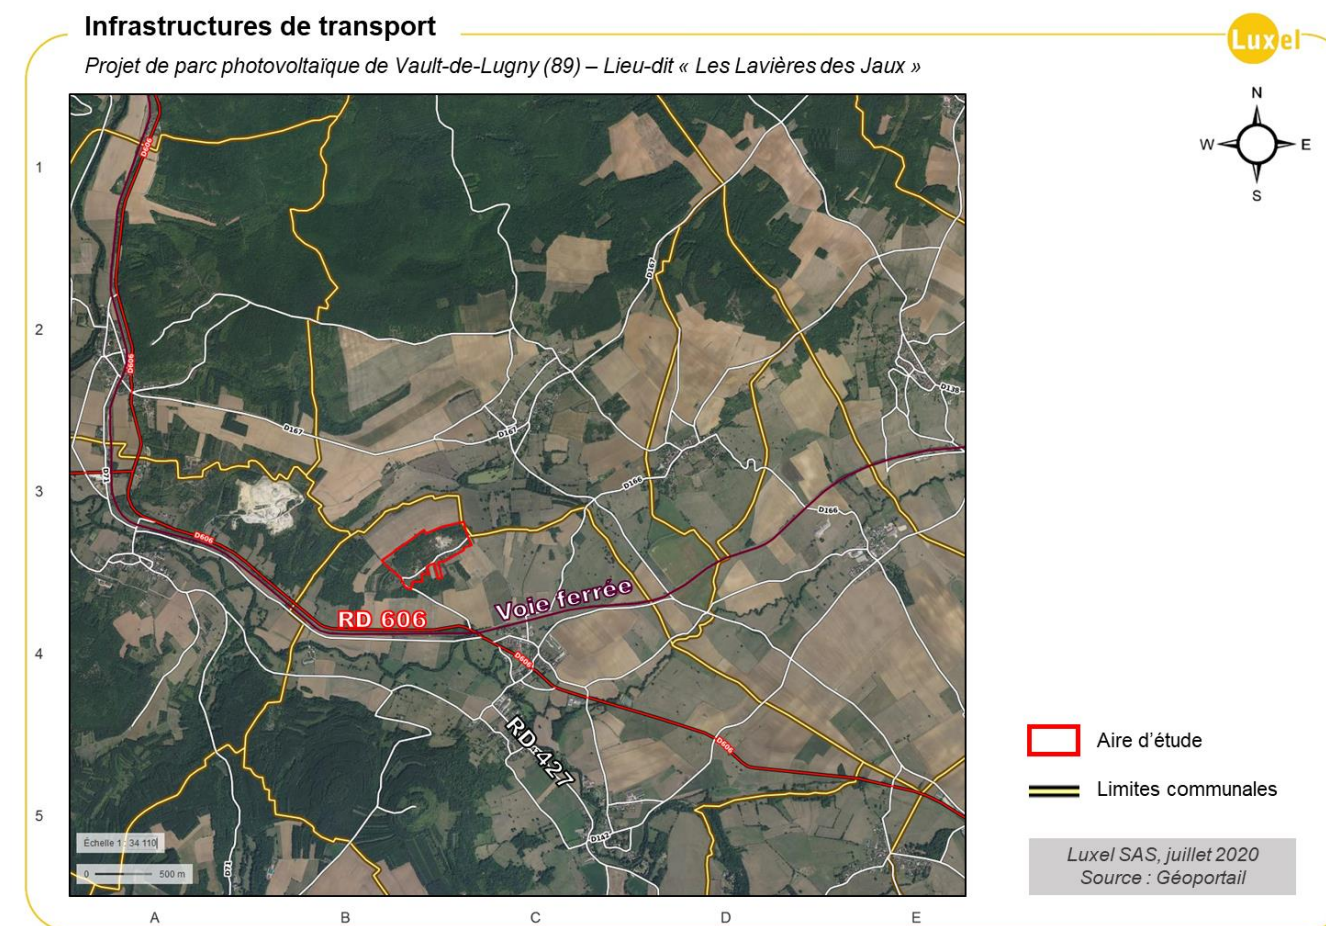 Infrastructures de transport
Luxel
Projet de parc photovoltaïque de Vault-de-Lugny (89) – Lieu-dit « Les Lavières des Jaux »
N
W E
S
1
2
3
4
5
D606
D167
D606
D138
D167
D167
D166
D71
D166
D606
Voie ferrée
RD 606
D606
RD 427
D606
D142
D71
Échelle 1 : 34 110
0 500 m
A B C D E
Aire d’étude
Limites communales
Luxel SAS, juillet 2020
Source : Géoportail